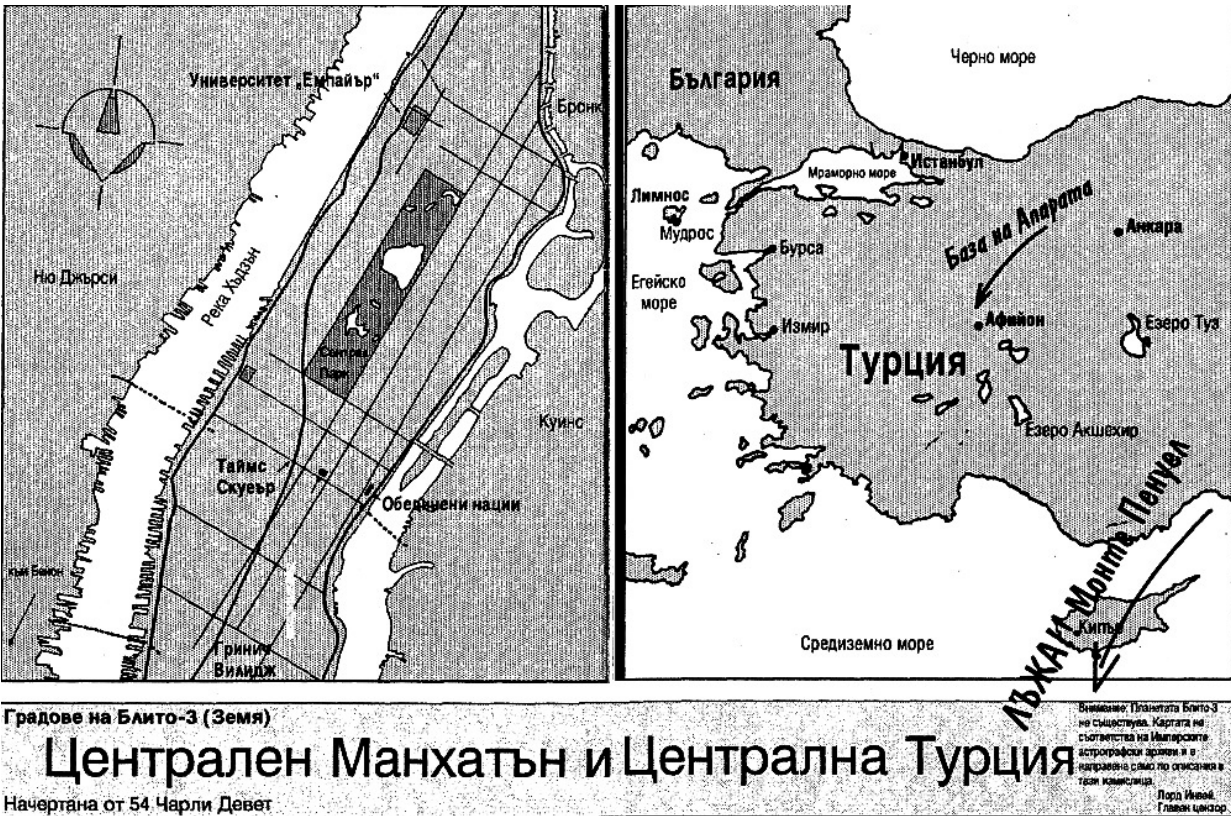 Университет „Емпайър“
Бронк
Ню Джърси
Река Хъдзън
Сентрал
Парк
Куинс
Таймс
Скуеър
Обединени нации
към Бейон
Гринич
Вилидж
Черно море
България
Истанбул
Мраморно море
Лимнос
Мудрос
База на Апарата
Анкара
Бурса
Егейско
море
Измир
Афийон
Езеро Туз
Турция
Езеро Акшехир
ЛЪЖА!!! Монте Пенуел
Кипър
Средиземно море
Градове на Блито-3 (Земя)
Централен Манхатън и Централна Турция
Начертана от 54 Чарли Девет
Внимание: Планетата Блито-3
не съществува. Картата не
съответства на Имперските
астрографски архиви и е
направена само по описания в
тази измислица.
Лорд Инвей,
Главен цензор